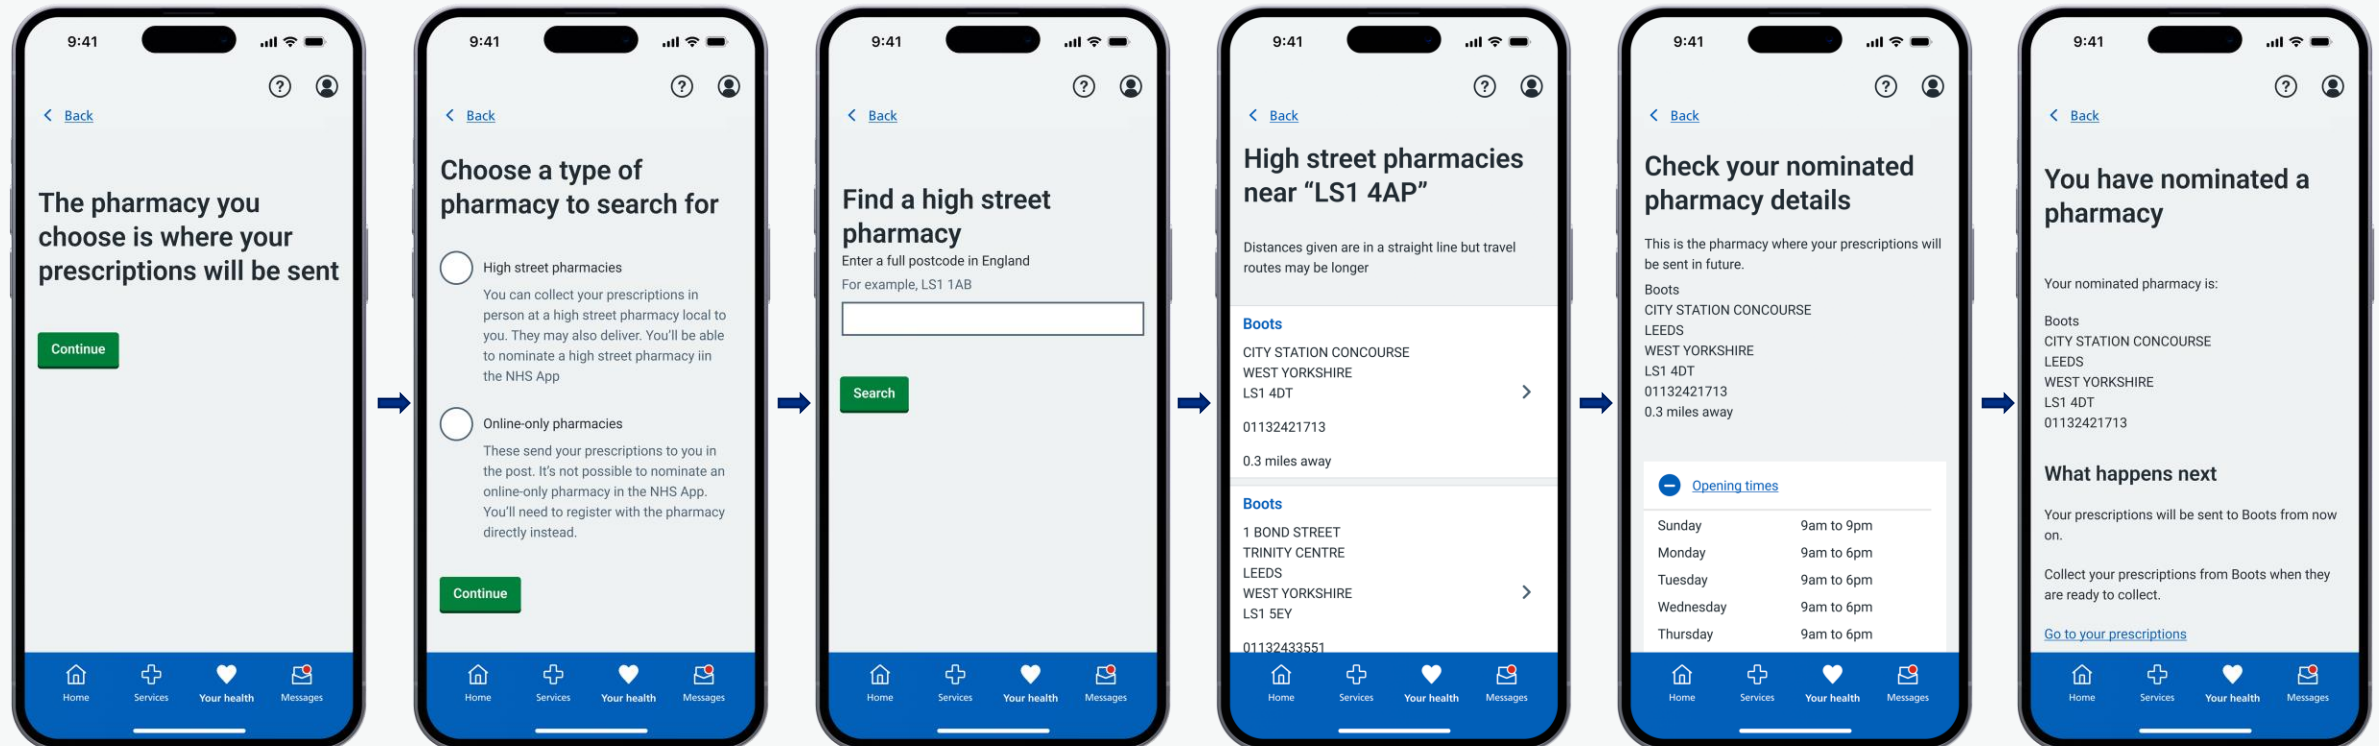 9:41
Back
The pharmacy you
choose is where your
prescriptions will be sent
Continue
Home
Services
Your health
Messages
9:41
Back
Choose a type of
pharmacy to search for
High street pharmacies
You can collect your prescriptions in
person at a high street pharmacy local to
you. They may also deliver. You'll be able
to nominate a high street pharmacy iin
the NHS App
Online-only pharmacies
These send your prescriptions to you in
the post. It's not possible to nominate an
online-only pharmacy in the NHS App.
You'll need to register with the pharmacy
directly instead.
Continue
Home
Services
Your health
Messages
9:41
Back
Find a high street
pharmacy
Enter a full postcode in England
For example, LS1 1AB
Search
Home
Services
Your health
Messages
9:41
Back
High street pharmacies
near “LS1 4AP”
Distances given are in a straight line but travel
routes may be longer
Boots
CITY STATION CONCOURSE
WEST YORKSHIRE
LS1 4DT
01132421713
0.3 miles away
Boots
1 BOND STREET
TRINITY CENTRE
LEEDS
WEST YORKSHIRE
LS1 5EY
01132433551
Home
Services
Your health
Messages
9:41
Back
Check your nominated
pharmacy details
This is the pharmacy where your prescriptions will
be sent in future.
Boots
CITY STATION CONCOURSE
LEEDS
WEST YORKSHIRE
LS1 4DT
01132421713
0.3 miles away
Opening times
Sunday 9am to 9pm
Monday 9am to 6pm
Tuesday 9am to 6pm
Wednesday 9am to 6pm
Thursday 9am to 6pm
Home
Services
Your health
Messages
9:41
Back
You have nominated a
pharmacy
Your nominated pharmacy is:
Boots
CITY STATION CONCOURSE
LEEDS
WEST YORKSHIRE
LS1 4DT
01132421713
What happens next
Your prescriptions will be sent to Boots from now
on.
Collect your prescriptions from Boots when they
are ready to collect.
Go to your prescriptions
Home
Services
Your health
Messages